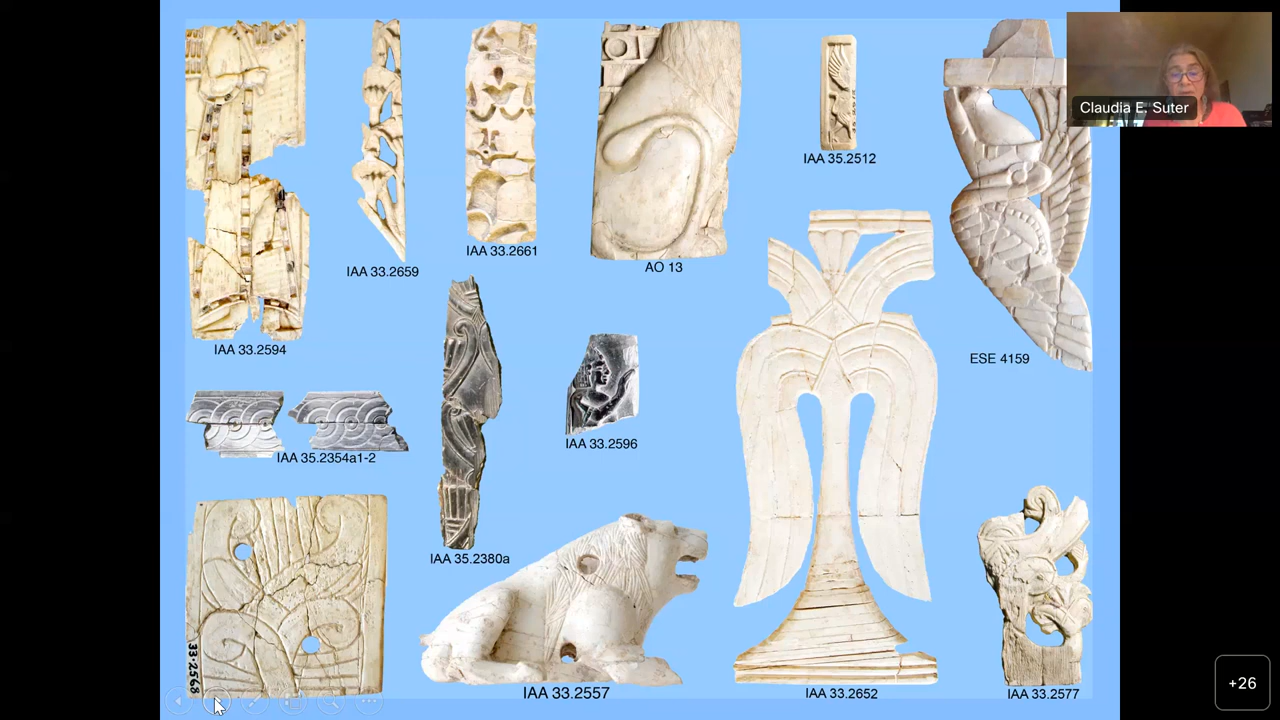 Claudia E. Suter
IAA 35.2512
IAA 33.2661
AO 13
IAA 33.2659
IAA 33.2594
ESE 4159
IAA 33.2596
IAA 35.2354a1-2
IAA 35.2380a
33·2568
IAA 33.2557
IAA 33.2652
IAA 33.2577
+26